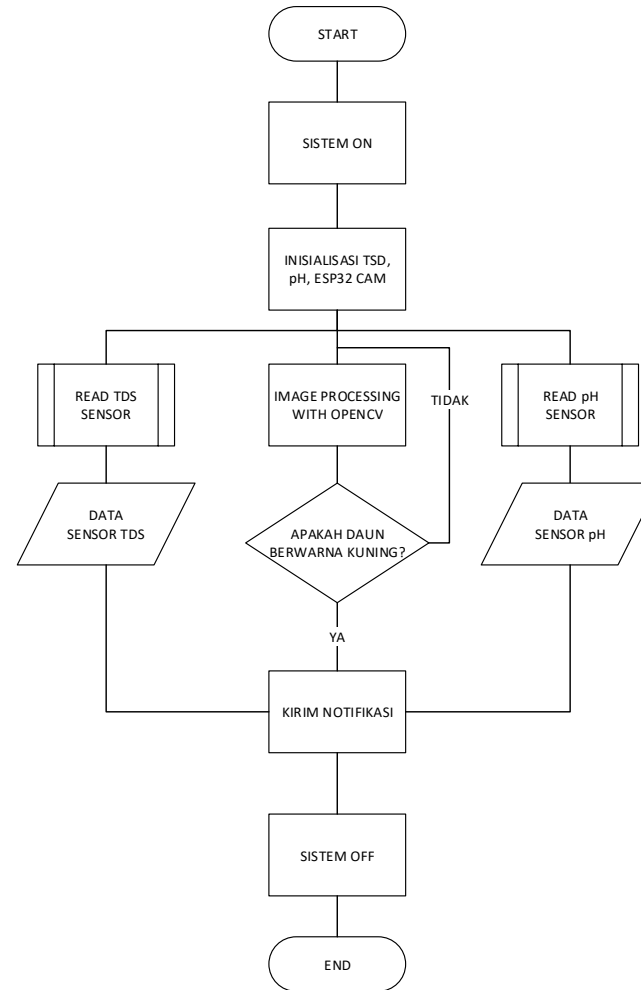 START
SISTEM ON
INISIALISASI TSD,
pH, ESP32 CAM
READ TDS
SENSOR
IMAGE PROCESSING
WITH OPENCV
TIDAK
READ pH
SENSOR
DATA
SENSOR TDS
APAKAH DAUN
BERWARNA KUNING?
DATA
SENSOR pH
YA
KIRIM NOTIFIKASI
SISTEM OFF
END